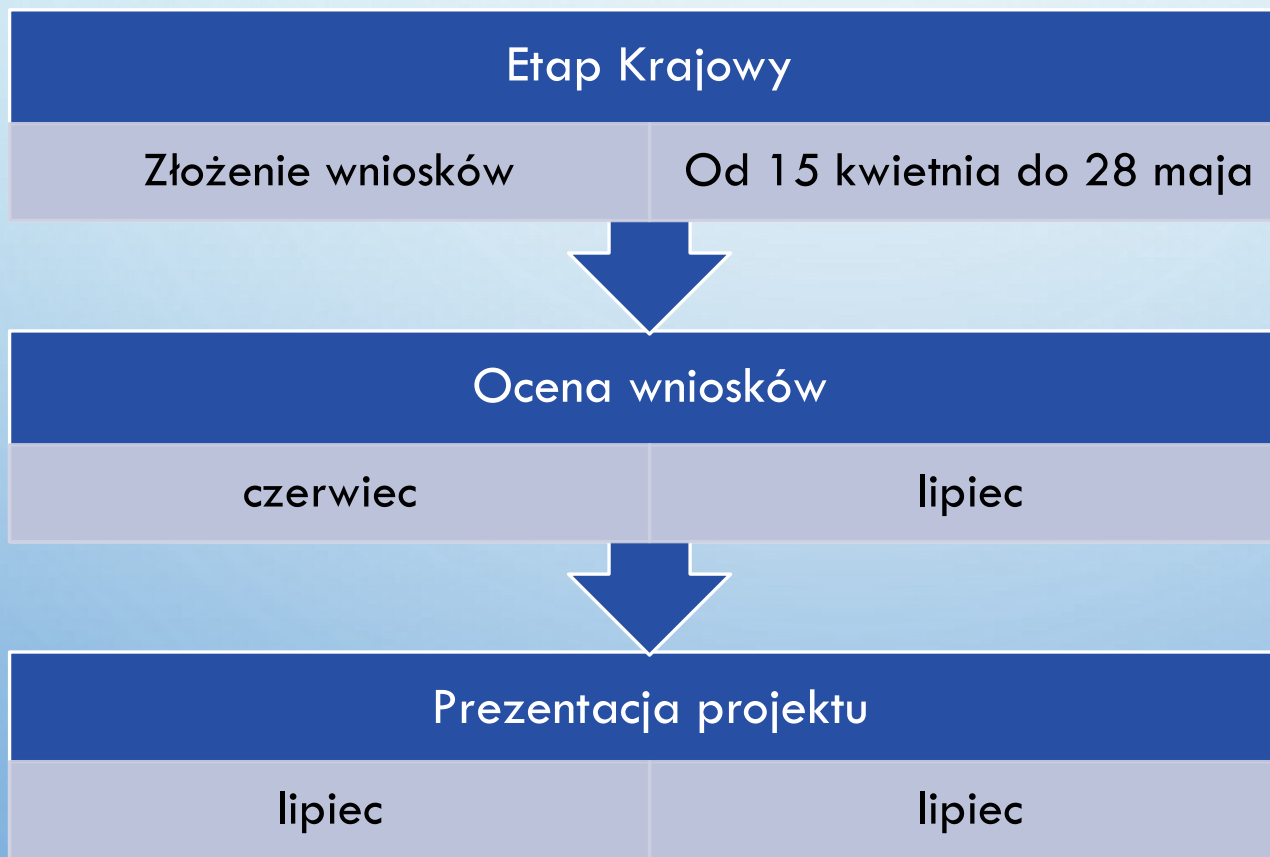 Etap Krajowy
Złożenie wniosków
Od 15 kwietnia do 28 maja
Ocena wniosków
czerwiec
lipiec
Prezentacja projektu
lipiec
lipiec